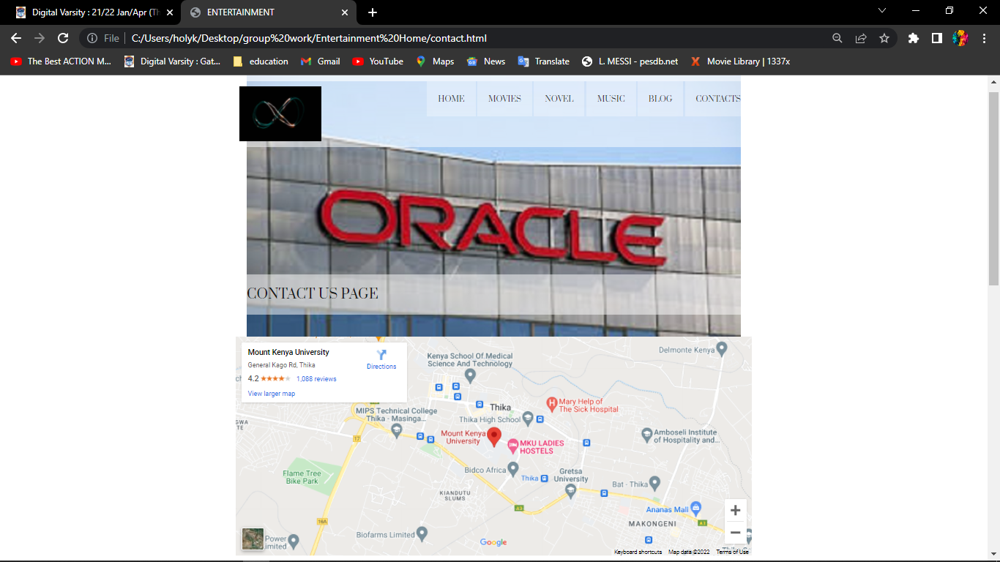 Digital Varsity : 21/22 Jan/Apr (Th
ENTERTAINMENT
File
C:/Users/holyk/Desktop/group%20work/Entertainment%20Home/contact.html
The Best ACTION M...
Digital Varsity : Gat...
education
Gmail
YouTube
Maps
News
Translate
L. MESSI - pesdb.net
Movie Library | 1337x
HOME
MOVIES
NOVEL
MUSIC
BLOG
CONTACTS
ORACLE
CONTACT US PAGE
Mount Kenya University
General Kago Rd, Thika
4.2
1,088 reviews
View larger map
Directions
Kenya School Of Medical
Science And Technology
Delmonte Kenya
MIPS Technical College
Thika - Masinga...
Thika
Thika High School
Mary Help of
The Sick Hospital
Mount Kenya
University
MKU LADIES
HOSTELS
Amboseli Institute
of Hospitality and...
17
Flame Tree
Bike Park
Bidco Africa
Thika
Gretsa
University
Bat - Thika
KIANDUTU
SLUMS
A3
Ananas Mall
MAKONGENI
A3
16A
Biofarms Limited
Power
Google
Keyboard shortcuts
Map data ©2022
Terms of Use